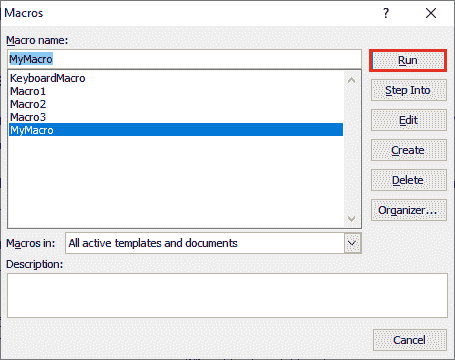 Macros
?
Macro name:
MyMacro
Run
KeyboardMacro
Macro1
Macro2
Macro3
MyMacro
Step Into
Edit
Create
Delete
Organizer...
Macros in:
All active templates and documents
Description:
Cancel